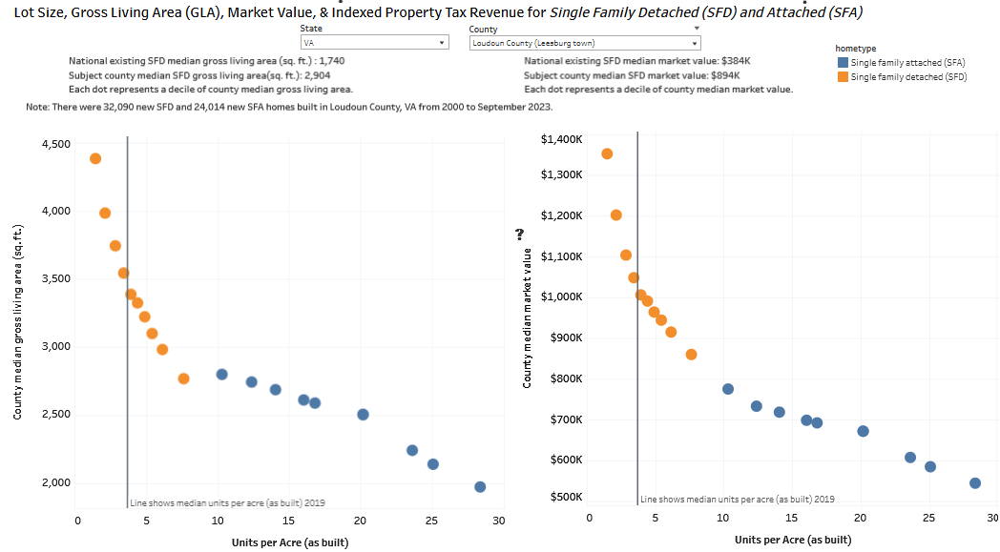 Lot Size, Gross Living Area (GLA), Market Value, & Indexed Property Tax Revenue for Single Family Detached (SFD) and Attached (SFA)
State
VA
County
Loudoun County (Leesburg town)
National existing SFD median gross living area (sq. ft.) : 1,740
Subject county median SFD gross living area(sq. ft.): 2,904
Each dot represents a decile of county median gross living area.
National existing SFD median market value: $384K
Subject county median SFD market value: $894K
Each dot represents a decile of county median market value.
hometype
Single family attached (SFA)
Single family detached (SFD)
Note: There were 32,090 new SFD and 24,014 new SFA homes built in Loudoun County, VA from 2000 to September 2023.
County median gross living area (sq.ft.)
4,500
4,000
3,500
3,000
2,500
2,000
Line shows median units per acre (as built) 2019
0 5 10 15 20 25 30
Units per Acre (as built)
?
County median market value
$1,400K
$1,300K
$1,200K
$1,100K
$1,000K
$900K
$800K
$700K
$600K
$500K
Line shows median units per acre (as built) 2019
0 5 10 15 20 25 30
Units per Acre (as built)